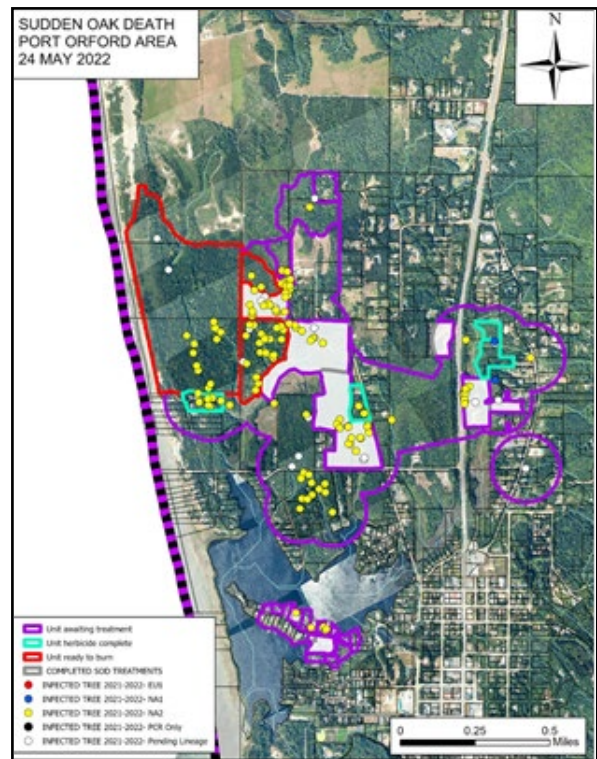 SUDDEN OAK DEATH
PORT ORFORD AREA
24 MAY 2022
N
Unit awaiting treatment
Unit herbicide complete
Unit ready to burn
COMPLETED SOD TREATMENTS
INFECTED TREE 2021-2022- EU1
INFECTED TREE 2021-2022- NA1
INFECTED TREE 2021-2022- NA2
INFECTED TREE 2021-2022- PCR Only
INFECTED TREE 2021-2022- Pending Lineage
0 0.25 0.5
Miles